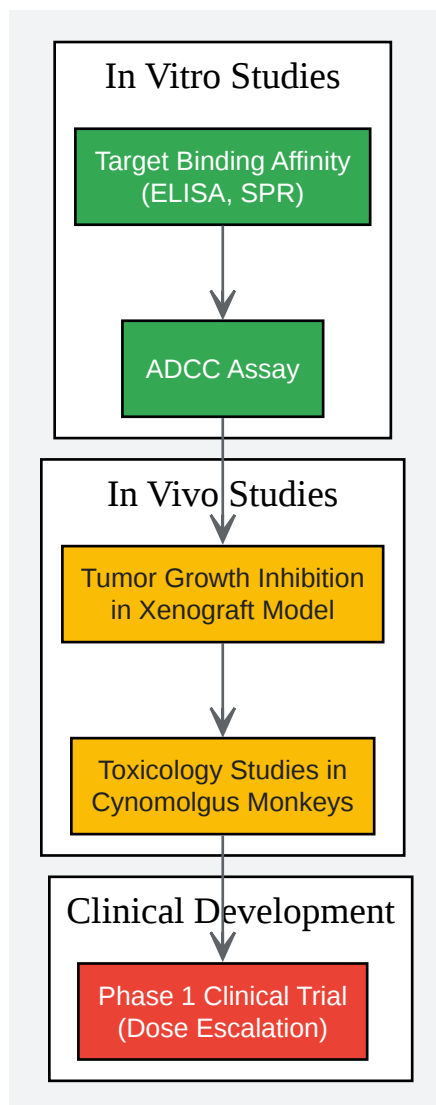 In Vitro Studies
Target Binding Affinity
(ELISA, SPR)
ADCC Assay
In Vivo Studies
Tumor Growth Inhibition
in Xenograft Model
Toxicology Studies in
Cynomolgus Monkeys
Clinical Development
Phase 1 Clinical Trial
(Dose Escalation)